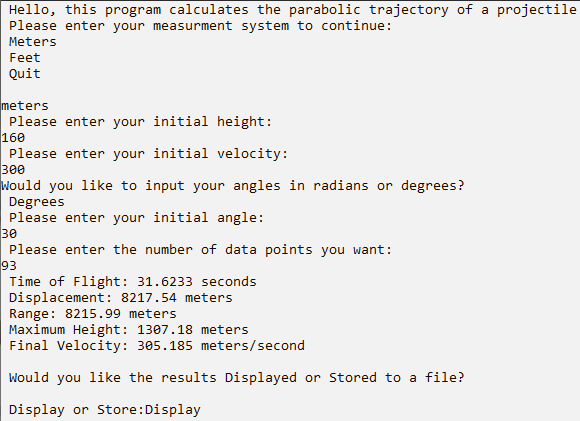 Hello, this program calculates the parabolic trajectory of a projectile
Please enter your measurment system to continue:
Meters
Feet
Quit
meters
Please enter your initial height:
160
Please enter your initial velocity:
300
Would you like to input your angles in radians or degrees?
Degrees
Please enter your initial angle:
30
Please enter the number of data points you want:
93
Time of Flight: 31.6233 seconds
Displacement: 8217.54 meters
Range: 8215.99 meters
Maximum Height: 1307.18 meters
Final Velocity: 305.185 meters/second
Would you like the results Displayed or Stored to a file?
Display or Store:Display